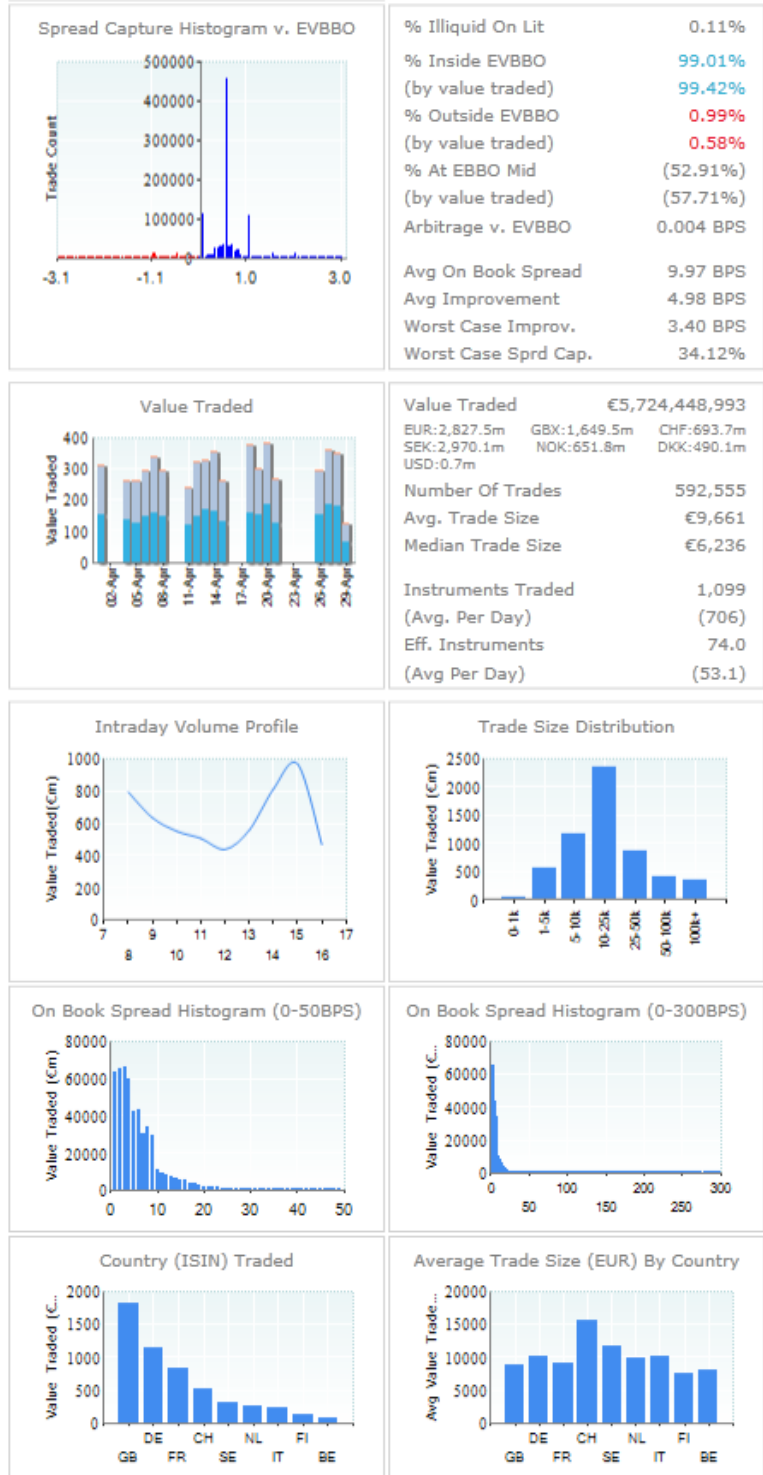 Spread Capture Histogram v. EVBBO
500000
400000
300000
200000
100000
0
Trade Count
-3.1 -1.1 1.0 3.0
% Illiquid On Lit 0.11%
% Inside EVBBO 99.01%
(by value traded) 99.42%
% Outside EVBBO 0.99%
(by value traded) 0.58%
% At EBBO Mid (52.91%)
(by value traded) (57.71%)
Arbitrage v. EVBBO 0.004 BPS
Avg On Book Spread 9.97 BPS
Avg Improvement 4.98 BPS
Worst Case Improv. 3.40 BPS
Worst Case Sprd Cap. 34.12%
Value Traded
400
300
200
100
0
Value Traded
02-Apr 05-Apr 08-Apr 11-Apr 14-Apr 17-Apr 20-Apr 23-Apr 26-Apr 29-Apr
Value Traded €5,724,448,993
EUR:2,827.5m GBX:1,649.5m CHF:693.7m
SEK:2,970.1m NOK:651.8m DKK:490.1m
USD:0.7m
Number Of Trades 592,555
Avg. Trade Size €9,661
Median Trade Size €6,236
Instruments Traded 1,099
(Avg. Per Day) (706)
Eff. Instruments 74.0
(Avg Per Day) (53.1)
Intraday Volume Profile
1000
800
600
400
200
0
Value Traded(€m)
7 9 11 13 15 17
8 10 12 14 16
Trade Size Distribution
2500
2000
1500
1000
500
0
Value Traded (€m)
0-1k 1-5k 5-10k 10-25k 25-50k 50-100k 100k+
On Book Spread Histogram (0-50BPS)
80000
60000
40000
20000
0
Value Traded (€m)
0 10 20 30 40 50
On Book Spread Histogram (0-300BPS)
80000
60000
40000
20000
0
Value Traded (€...
0 100 200 300
50 150 250
Country (ISIN) Traded
2000
1500
1000
500
0
Value Traded (€...
DE CH NL FI
GB FR SE IT BE
Average Trade Size (EUR) By Country
20000
15000
10000
5000
0
Avg Value Trade...
DE CH NL FI
GB FR SE IT BE